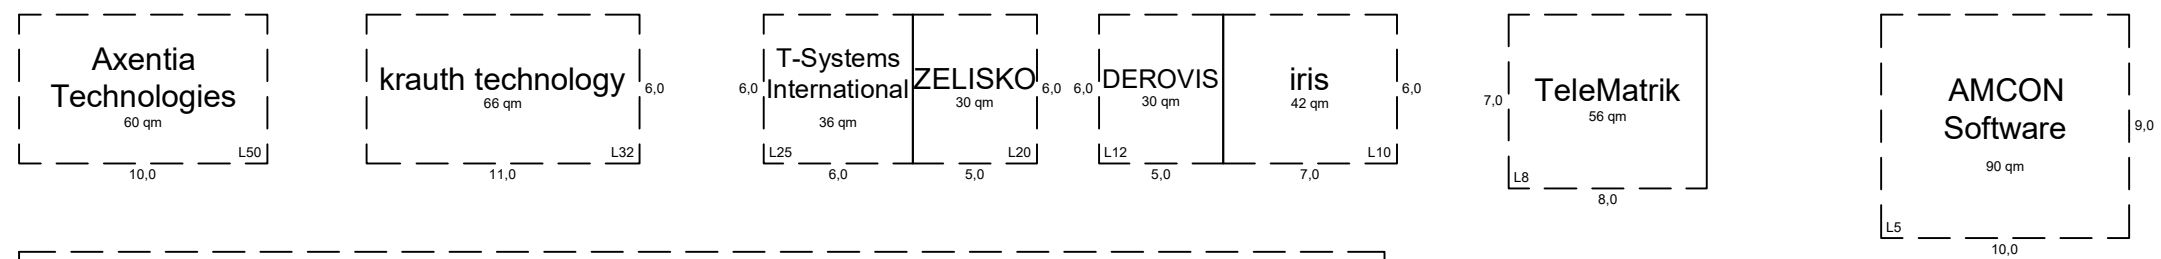 Axentia
Technologies
60 qm
L50
10,0
krauth technology
66 qm
L32
6,0
11,0
6,0
T-Systems
International
36 qm
L25
6,0
ZELISKO
30 qm
L20
6,0
5,0
6,0
DEROVIS
30 qm
L12
5,0
iris
42 qm
L10
6,0
7,0
7,0
TeleMatrik
56 qm
L8
8,0
AMCON
Software
90 qm
L5
9,0
10,0